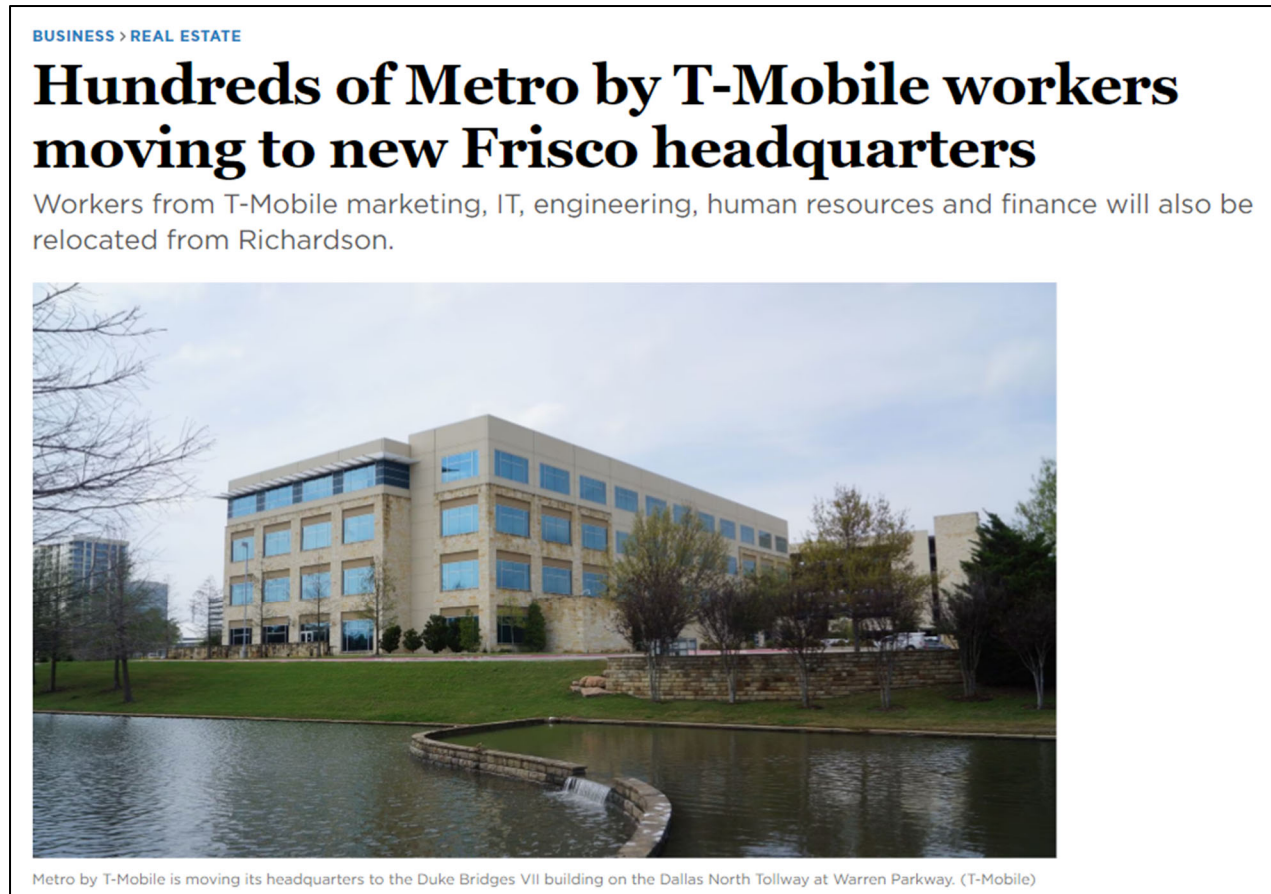 BUSINESS > REAL ESTATE
Hundreds of Metro by T-Mobile workers
moving to new Frisco headquarters
Workers from T-Mobile marketing, IT, engineering, human resources and finance will also be
relocated from Richardson.
Metro by T-Mobile is moving its headquarters to the Duke Bridges VII building on the Dallas North Tollway at Warren Parkway. (T-Mobile)